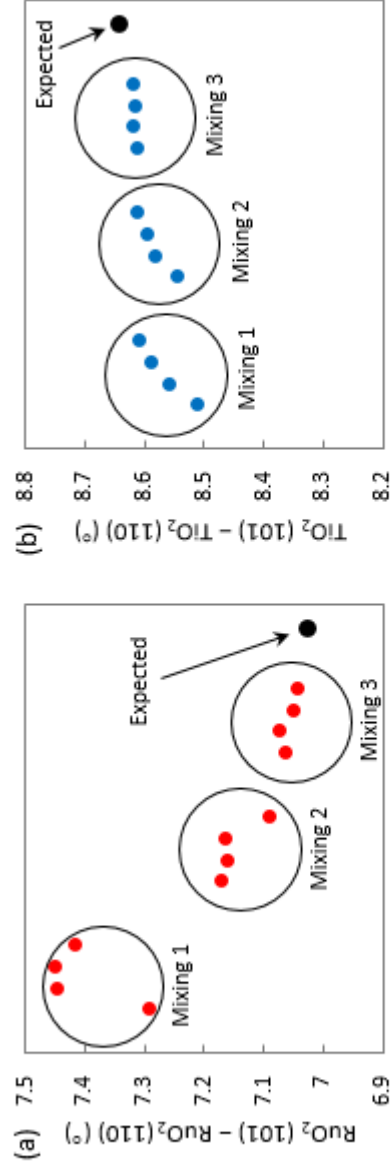 (a)
RuO₂ (101) – RuO₂ (110) (°)
7.5
7.4
7.3
7.2
7.1
7
6.9
Mixing 1
Mixing 2
Mixing 3
Expected
(b)
TiO₂ (101) – TiO₂ (110) (°)
8.8
8.7
8.6
8.5
8.4
8.3
8.2
Mixing 1
Mixing 2
Mixing 3
Expected